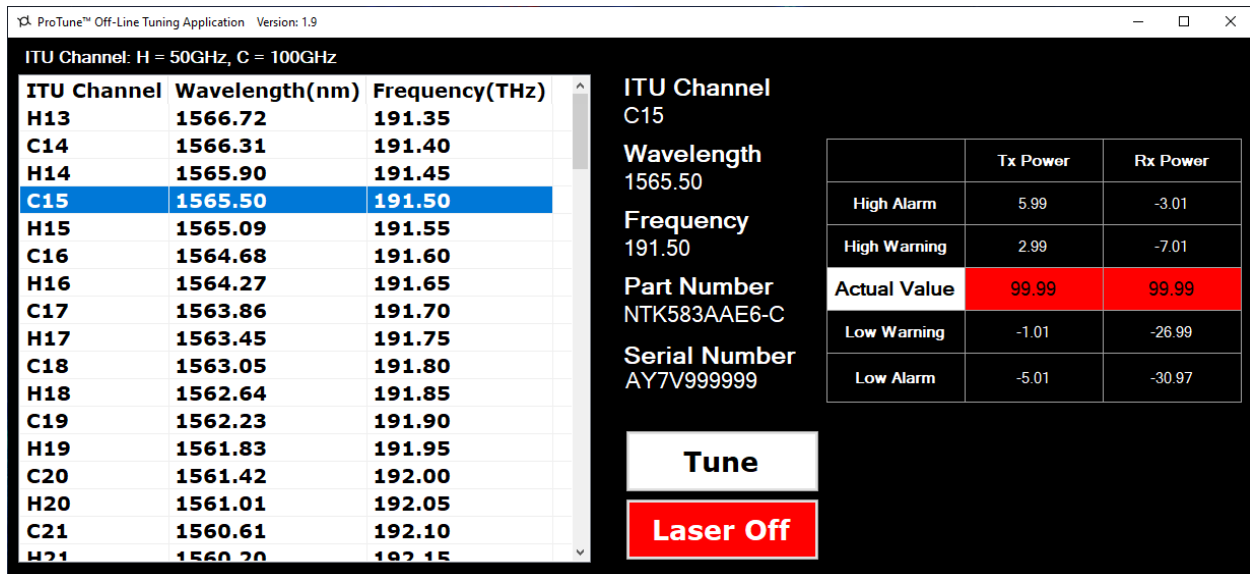 ProTune™ Off-Line Tuning Application Version: 1.9
ITU Channel: H = 50GHz, C = 100GHz
ITU Channel Wavelength(nm) Frequency(THz)
H13 1566.72 191.35
C14 1566.31 191.40
H14 1565.90 191.45
C15 1565.50 191.50
H15 1565.09 191.55
C16 1564.68 191.60
H16 1564.27 191.65
C17 1563.86 191.70
H17 1563.45 191.75
C18 1563.05 191.80
H18 1562.64 191.85
C19 1562.23 191.90
H19 1561.83 191.95
C20 1561.42 192.00
H20 1561.01 192.05
C21 1560.61 192.10
H21 1560.20 192.15
ITU Channel
C15
Wavelength
1565.50
Frequency
191.50
Part Number
NTK583AAE6-C
Serial Number
AY7V999999
Tx Power Rx Power
High Alarm 5.99 -3.01
High Warning 2.99 -7.01
Actual Value 99.99 99.99
Low Warning -1.01 -26.99
Low Alarm -5.01 -30.97
Tune
Laser Off